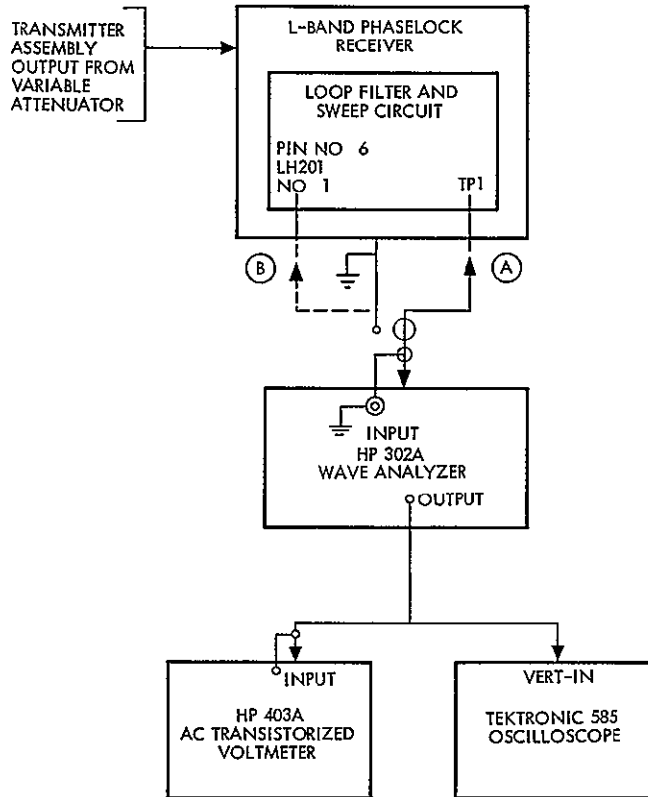 TRANSMITTER
ASSEMBLY
OUTPUT FROM
VARIABLE
ATTENUATOR
L-BAND PHASELOCK
RECEIVER
LOOP FILTER AND
SWEEP CIRCUIT
PIN NO 6
LH201
NO 1
TP1
B
A
INPUT
HP 302A
WAVE ANALYZER
OUTPUT
INPUT
HP 403A
AC TRANSISTORIZED
VOLTMETER
VERT-IN
TEKTRONIC 585
OSCILLOSCOPE